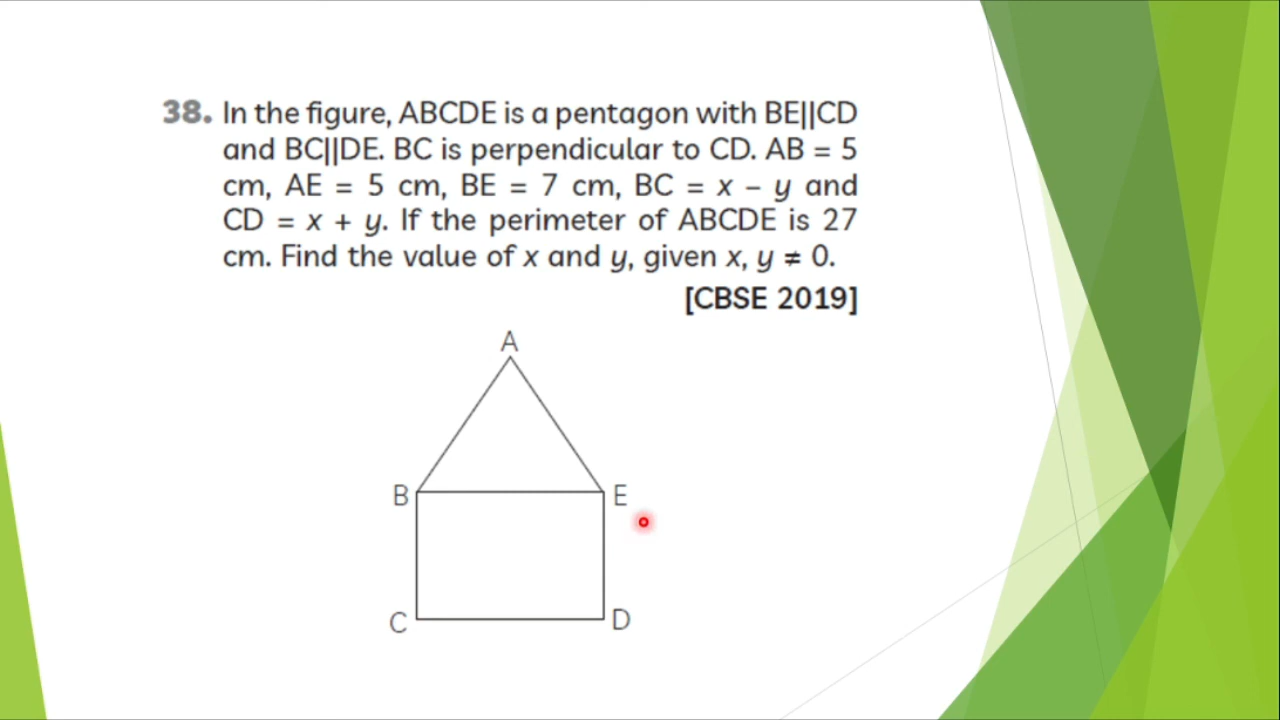 38. In the figure, ABCDE is a pentagon with BE||CD
and BC||DE. BC is perpendicular to CD. AB = 5
cm, AE = 5 cm, BE = 7 cm, BC = x – y and
CD = x + y. If the perimeter of ABCDE is 27
cm. Find the value of x and y, given x, y ≠ 0.
[CBSE 2019]
A
B
E
C
D